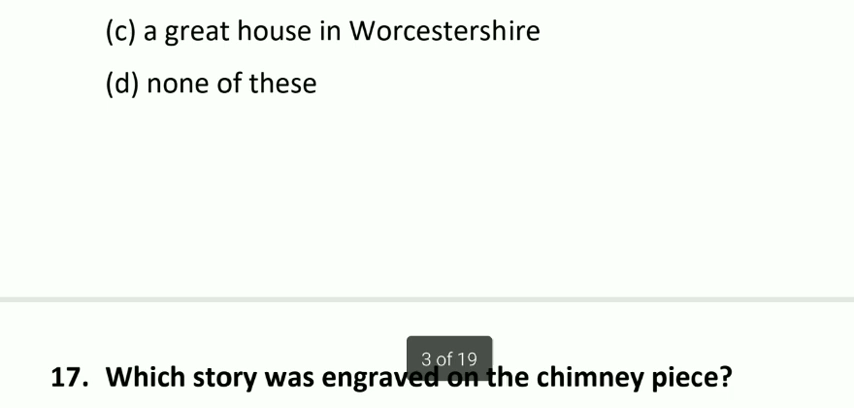 (c) a great house in Worcestershire
(d) none of these
3 of 19
17. Which story was engraved on the chimney piece?